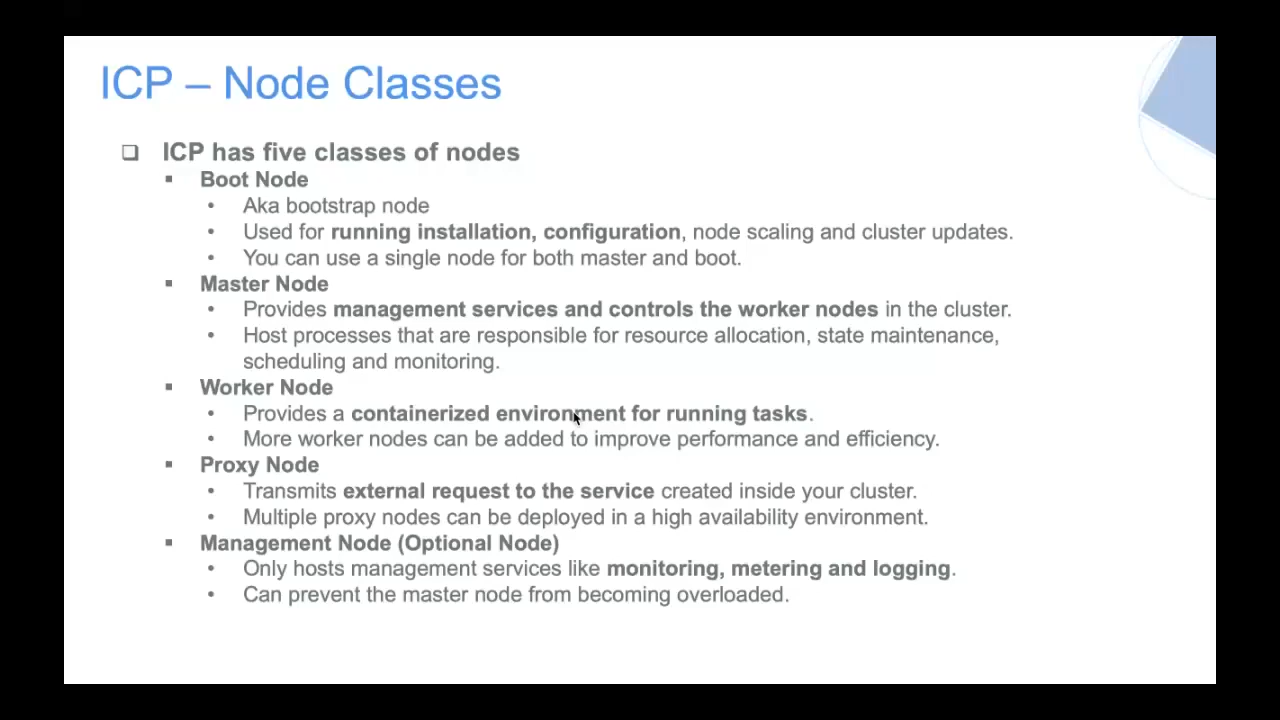 ICP – Node Classes
❑ ICP has five classes of nodes
▪ Boot Node
• Aka bootstrap node
• Used for running installation, configuration, node scaling and cluster updates.
• You can use a single node for both master and boot.
▪ Master Node
• Provides management services and controls the worker nodes in the cluster.
• Host processes that are responsible for resource allocation, state maintenance,
scheduling and monitoring.
▪ Worker Node
• Provides a containerized environment for running tasks.
• More worker nodes can be added to improve performance and efficiency.
▪ Proxy Node
• Transmits external request to the service created inside your cluster.
• Multiple proxy nodes can be deployed in a high availability environment.
▪ Management Node (Optional Node)
• Only hosts management services like monitoring, metering and logging.
• Can prevent the master node from becoming overloaded.